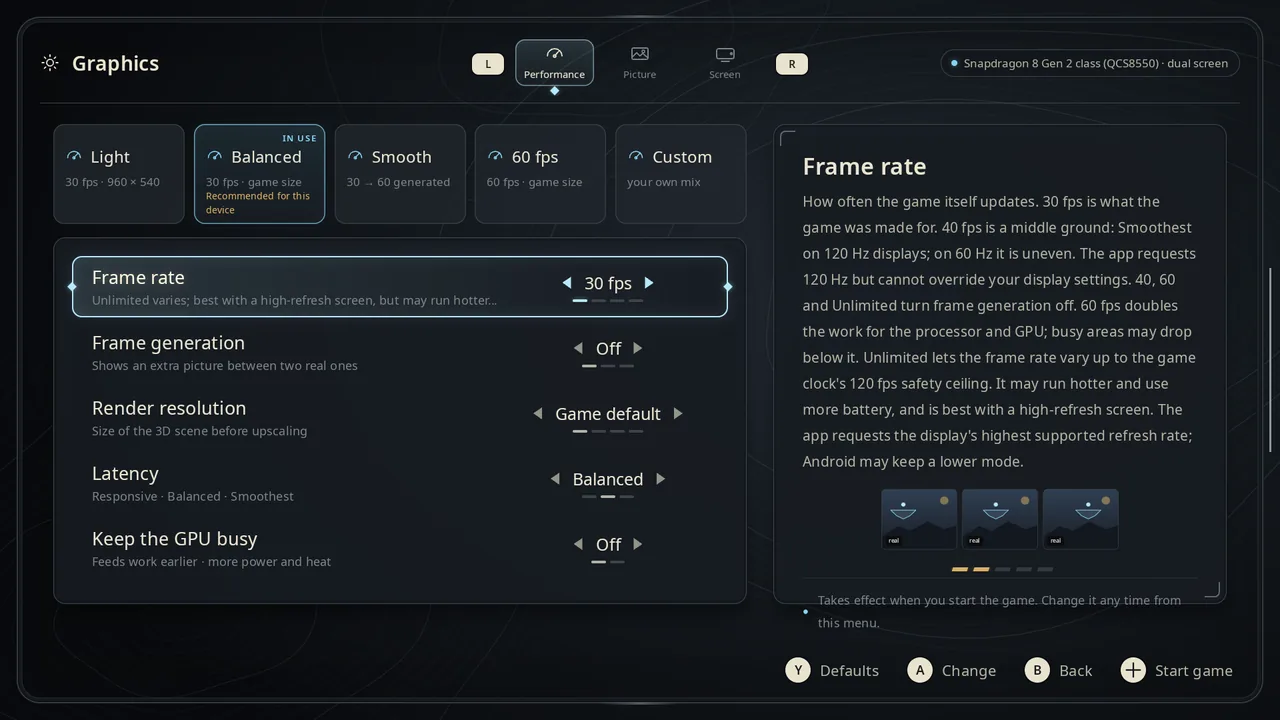 Graphics
L
Performance
Picture
Screen
R
Snapdragon 8 Gen 2 class (QCS8550) · dual screen
Light
30 fps · 960 × 540
IN USE
Balanced
30 fps · game size
Recommended for this
device
Smooth
30 → 60 generated
60 fps
60 fps · game size
Custom
your own mix
Frame rate
Unlimited varies; best with a high-refresh screen, but may run hotter...
30 fps
Frame generation
Shows an extra picture between two real ones
Off
Render resolution
Size of the 3D scene before upscaling
Game default
Latency
Responsive · Balanced · Smoothest
Balanced
Keep the GPU busy
Feeds work earlier · more power and heat
Off
Frame rate
How often the game itself updates. 30 fps is what the
game was made for. 40 fps is a middle ground: Smoothest
on 120 Hz displays; on 60 Hz it is uneven. The app requests
120 Hz but cannot override your display settings. 40, 60
and Unlimited turn frame generation off. 60 fps doubles
the work for the processor and GPU; busy areas may drop
below it. Unlimited lets the frame rate vary up to the game
clock's 120 fps safety ceiling. It may run hotter and use
more battery, and is best with a high-refresh screen. The
app requests the display's highest supported refresh rate;
Android may keep a lower mode.
real
real
real
Takes effect when you start the game. Change it any time from
this menu.
Y Defaults
A Change
B Back
Start game